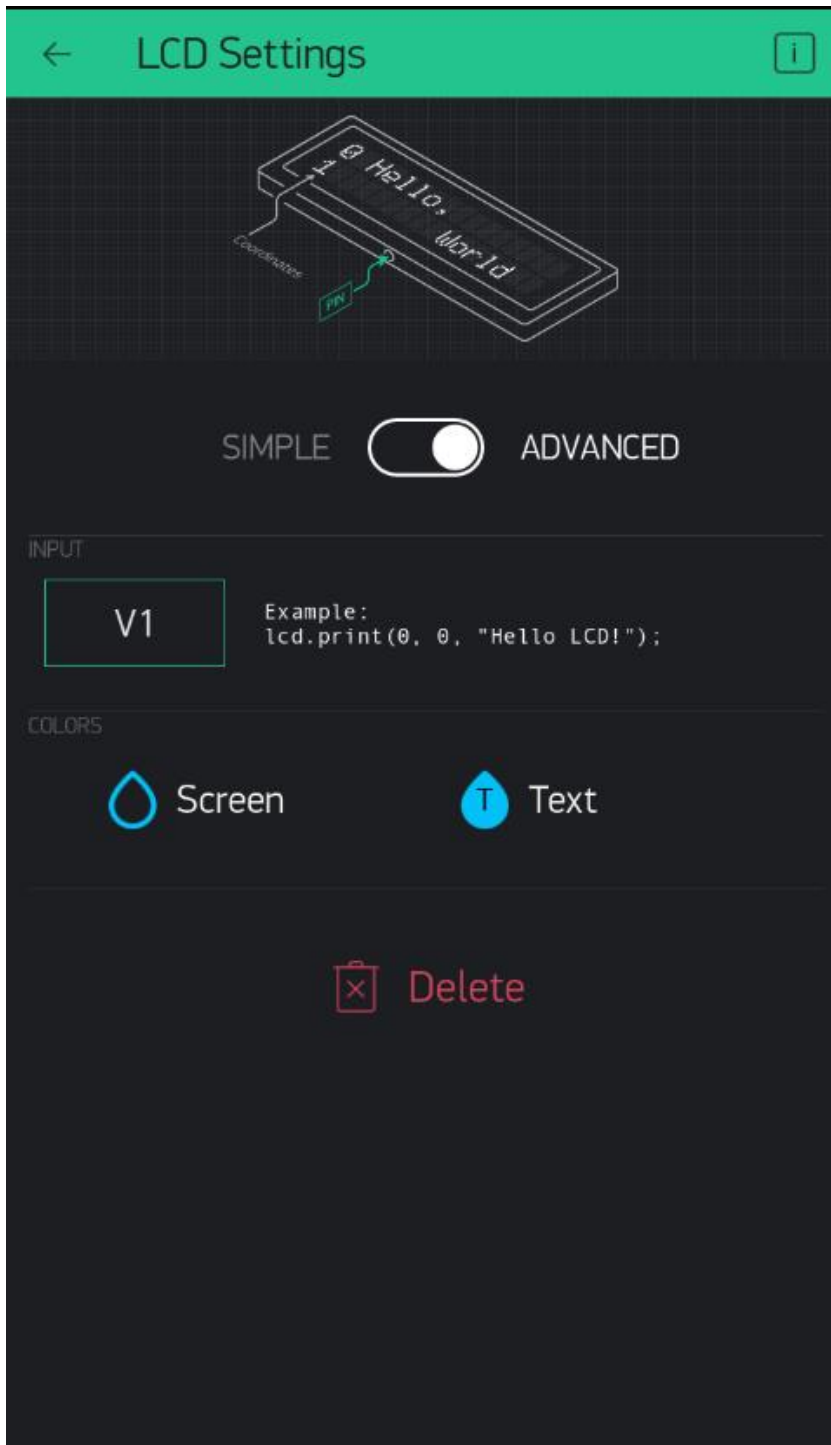 LCD Settings
i
0 Hello,
1 World
Coordinates
PIN
SIMPLE ADVANCED
INPUT
V1
Example:
lcd.print(0, 0, "Hello LCD!");
COLORS
Screen
T Text
Delete